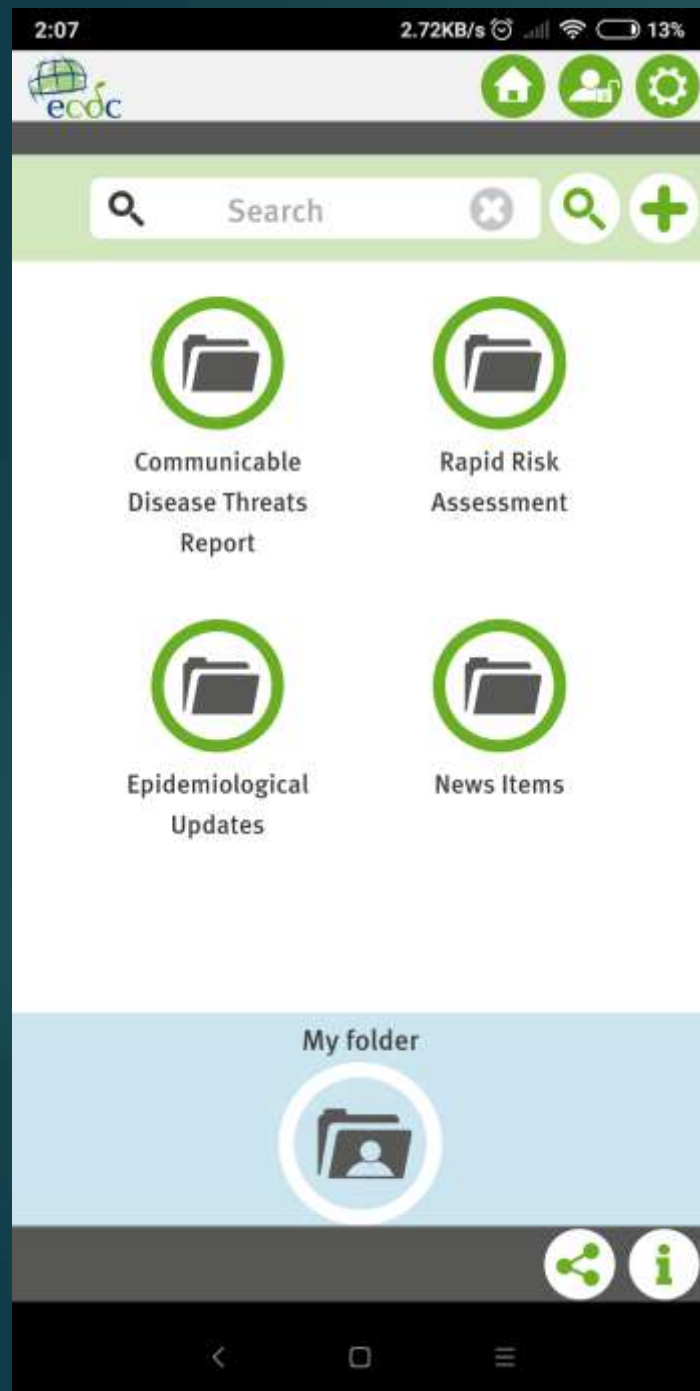 2:07 2.72KB/s 13%
ecdc
Search
Communicable
Disease Threats
Report
Rapid Risk
Assessment
Epidemiological
Updates
News Items
My folder